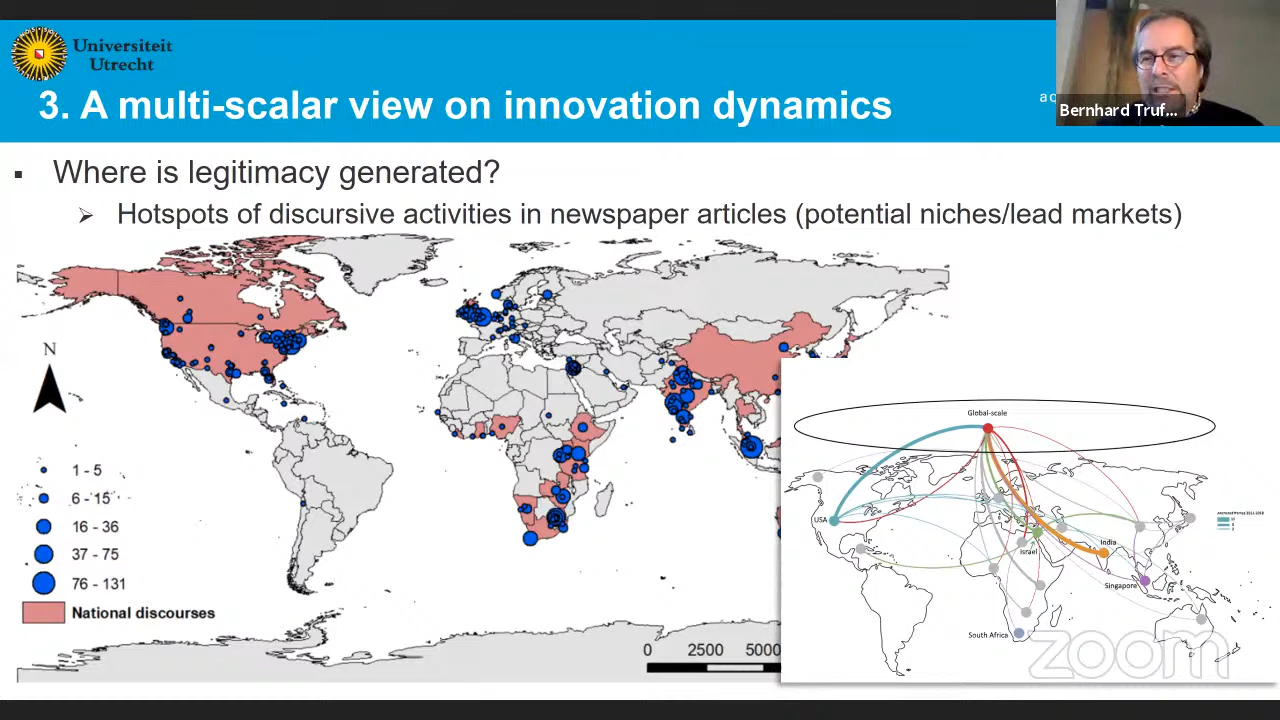 Universiteit
Utrecht
3. A multi-scalar view on innovation dynamics
Bernhard Truf...
▪ Where is legitimacy generated?
➢ Hotspots of discursive activities in newspaper articles (potential niches/lead markets)
N
1 - 5
6 - 15
16 - 36
37 - 75
76 - 131
National discourses
0 2500 5000
Global-scale
USA
Israel
India
Singapore
South Africa
zoom